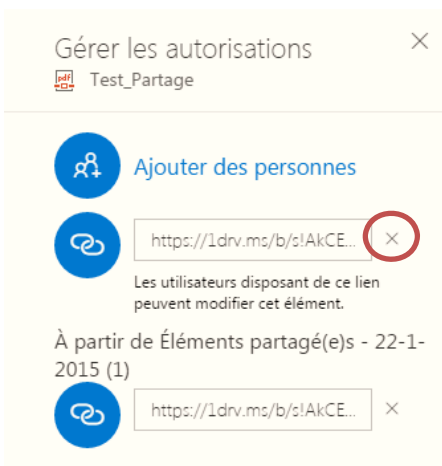 Gérer les autorisations
pdf
Test_Partage
Ajouter des personnes
https://1drv.ms/b/s!AkCE...
Les utilisateurs disposant de ce lien
peuvent modifier cet élément.
À partir de Éléments partagé(e)s - 22-1-
2015 (1)
https://1drv.ms/b/s!AkCE...